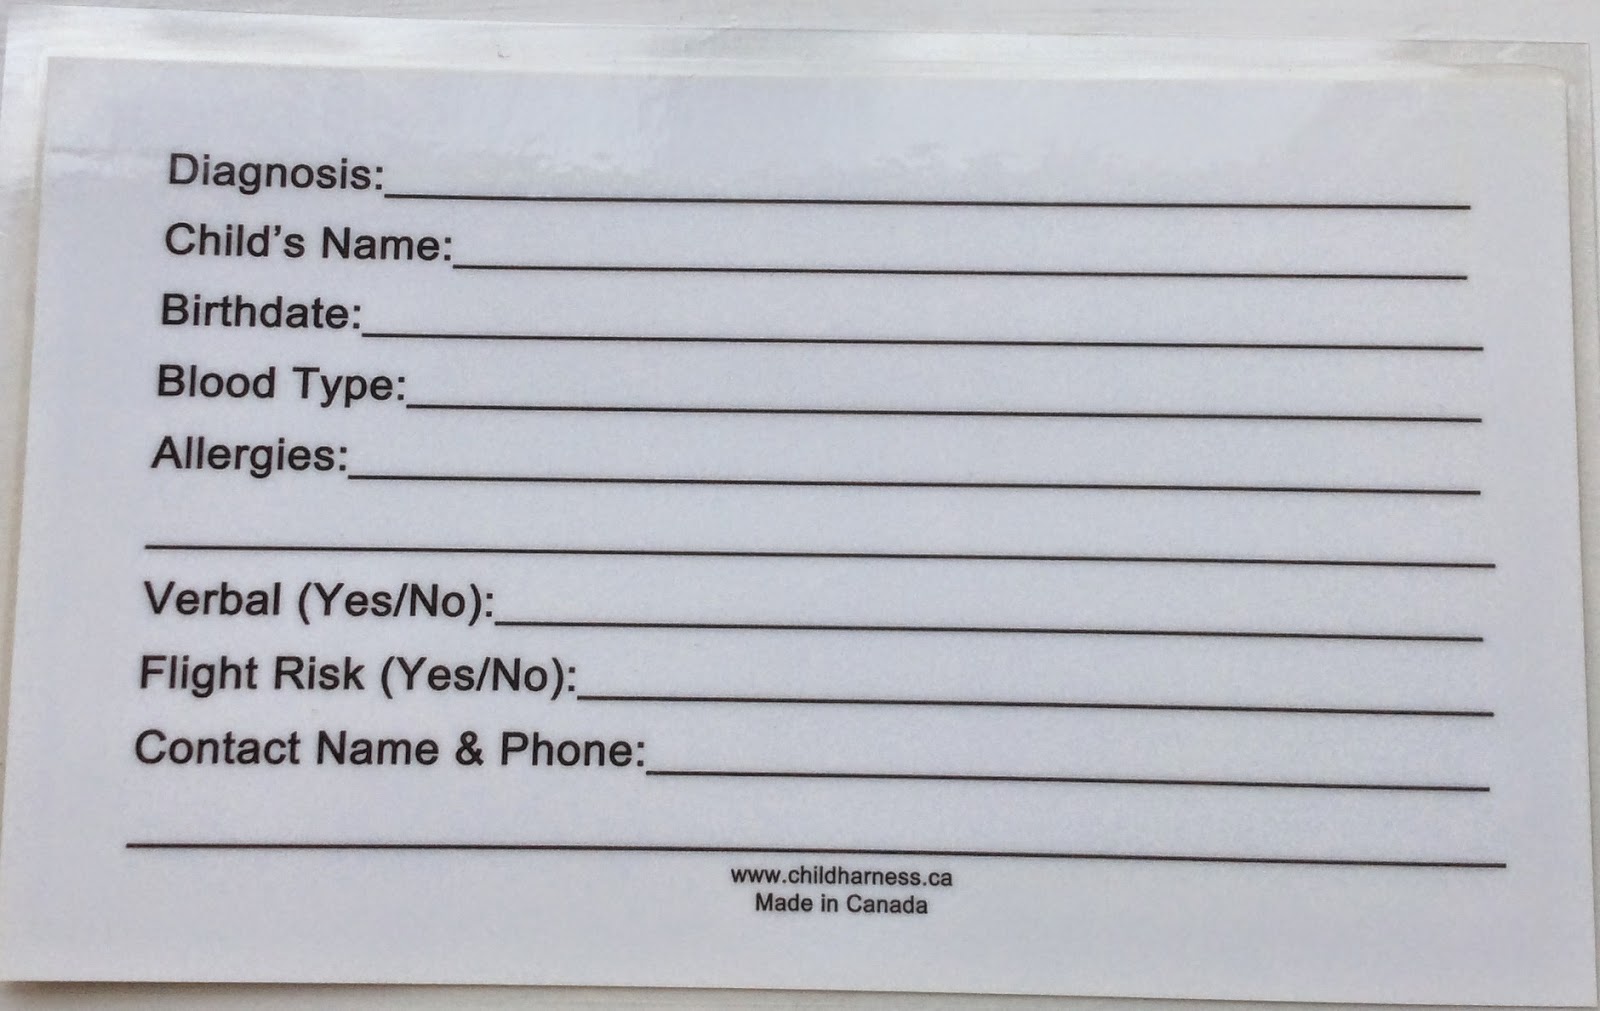 Diagnosis:
Child's Name:
Birthdate:
Blood Type:
Allergies:
Verbal (Yes/No):
Flight Risk (Yes/No):
Contact Name & Phone:
www.childharness.ca
Made in Canada